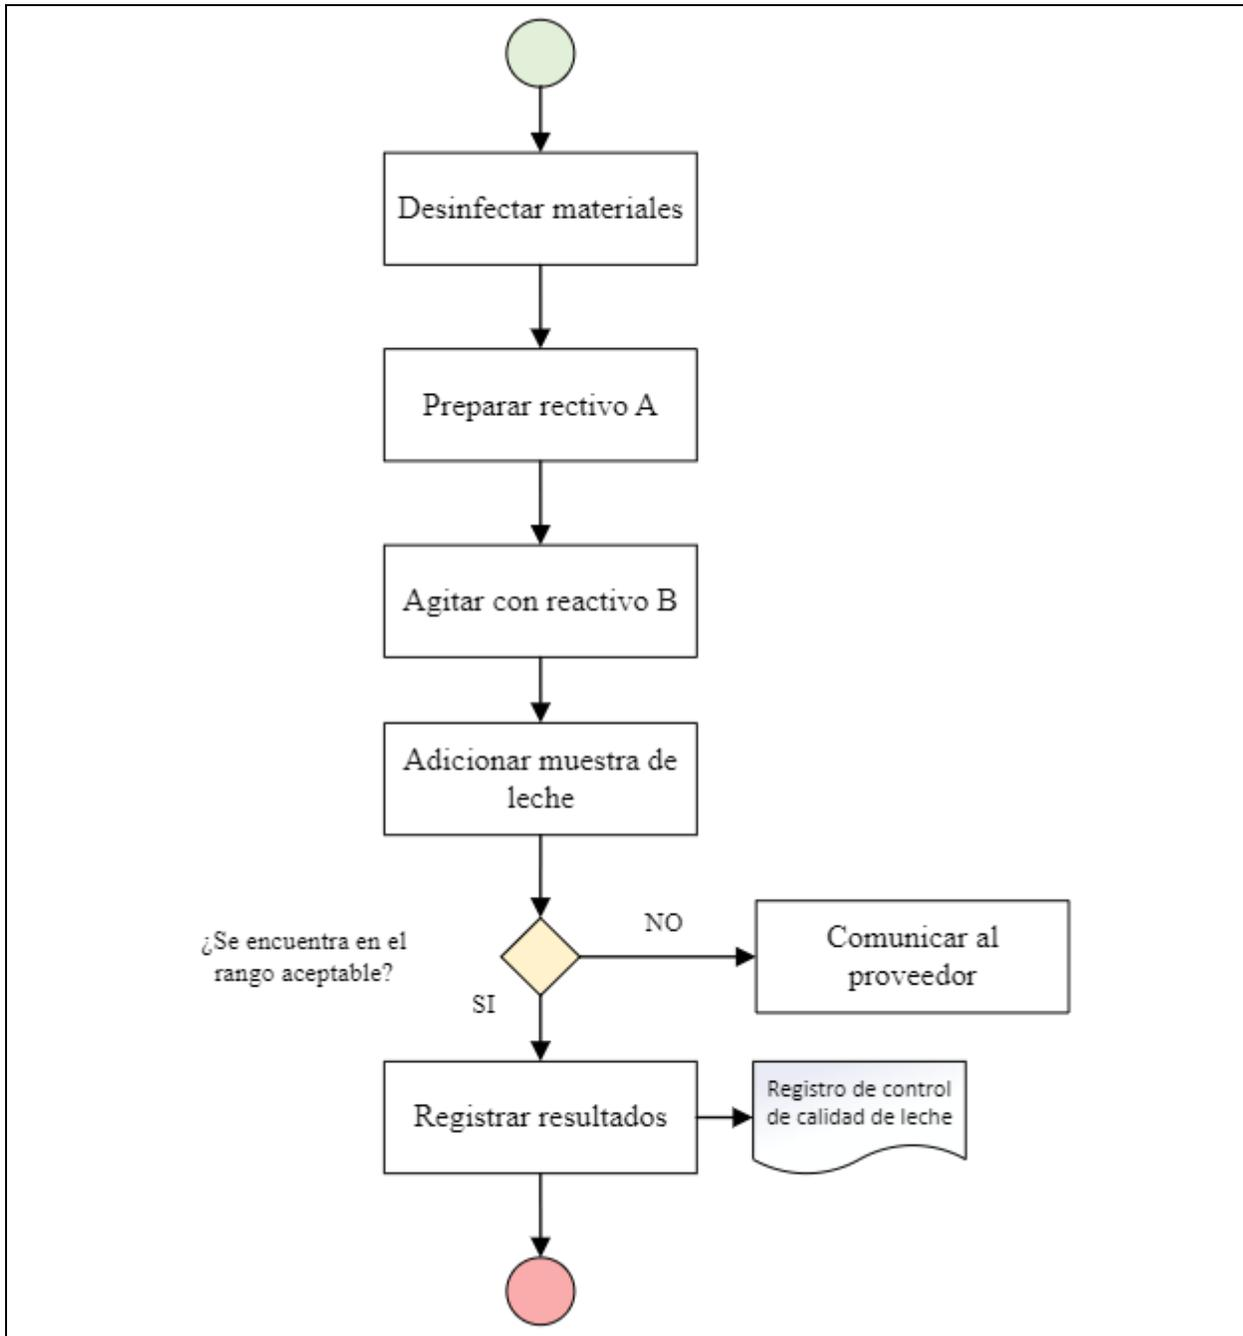 Desinfectar materiales
Preparar rectivo A
Agitar con reactivo B
Adicionar muestra de
leche
¿Se encuentra en el
rango aceptable?
NO
Comunicar al
proveedor
SI
Registrar resultados
Registro de control
de calidad de leche